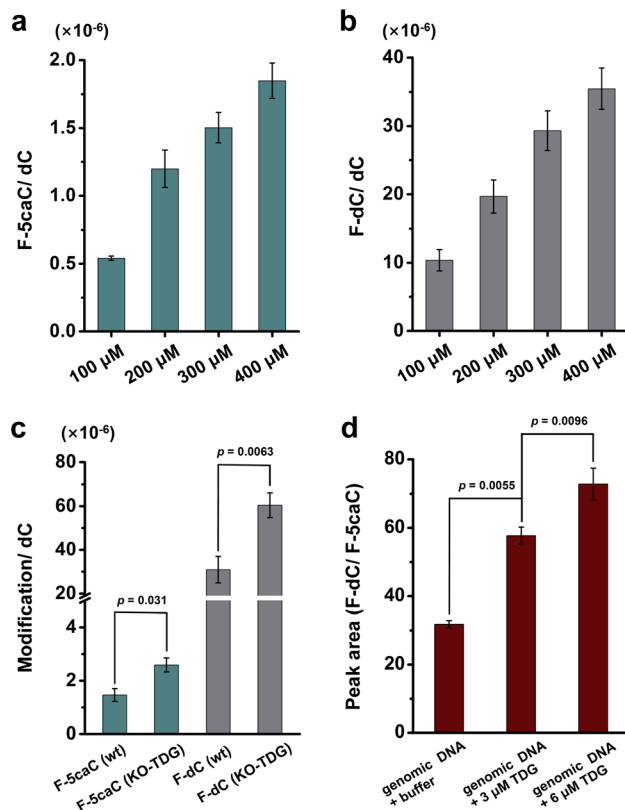 a
(×10⁻⁶)
F-5caC/ dC
2.0
1.5
1.0
0.5
0.0
100 µM
200 µM
300 µM
400 µM
b
(×10⁻⁶)
F-dC/ dC
40
30
20
10
0
100 µM
200 µM
300 µM
400 µM
c
(×10⁻⁶)
Modification/ dC
80
60
40
20
4
2
0
p = 0.031
p = 0.0063
F-5caC (wt)
F-5caC (KO-TDG)
F-dC (wt)
F-dC (KO-TDG)
d
Peak area (F-dC/ F-5caC)
80
60
40
20
0
p = 0.0055
p = 0.0096
genomic DNA
+ buffer
genomic DNA
+ 3 µM TDG
genomic DNA
+ 6 µM TDG